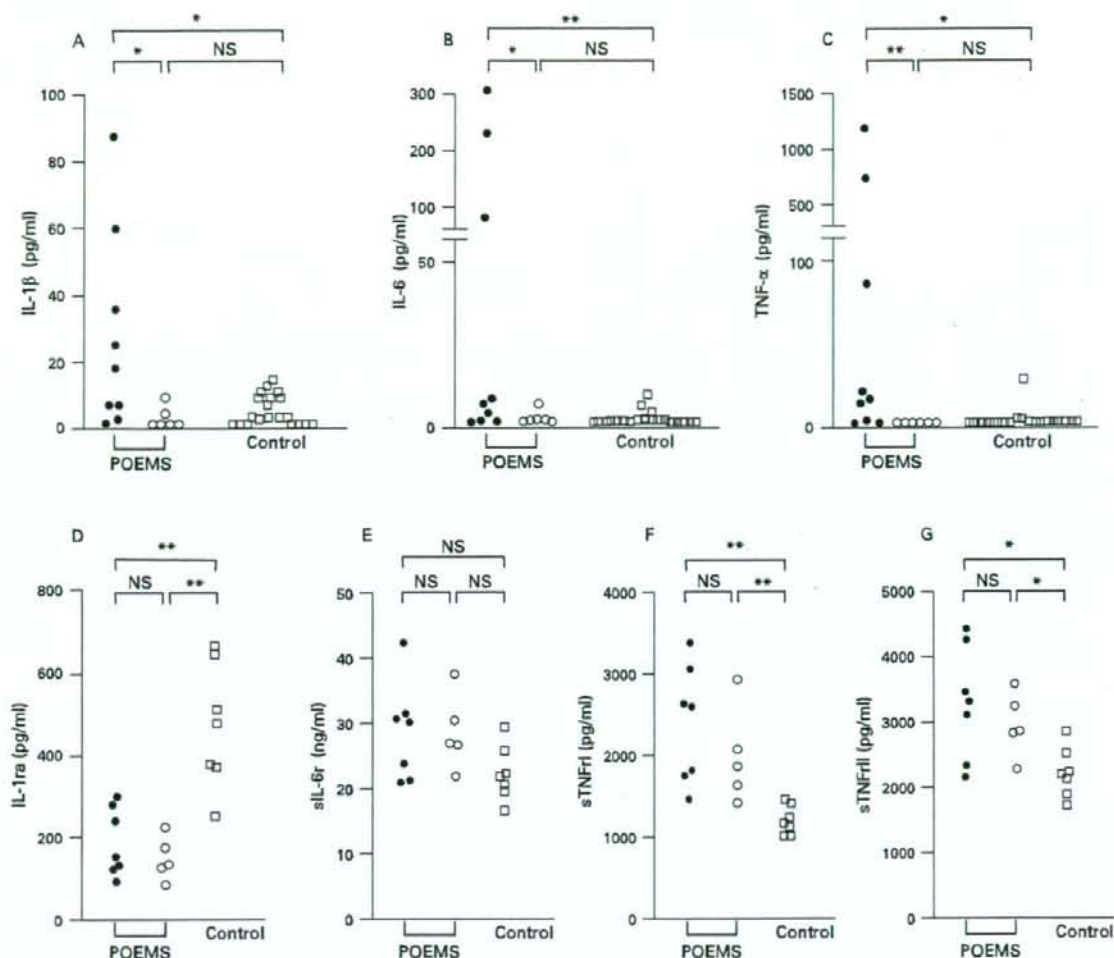 A
*
*
NS
IL-1β (pg/ml)
100
80
60
40
20
0
POEMS
Control
B
**
*
NS
IL-6 (pg/ml)
300
200
100
50
0
POEMS
Control
C
*
**
NS
TNF-α (pg/ml)
1500
1000
500
100
0
POEMS
Control
D
**
NS
**
IL-1ra (pg/ml)
800
600
400
200
0
POEMS
Control
E
NS
NS
NS
sIL-6r (ng/ml)
50
40
30
20
10
0
POEMS
Control
F
**
NS
**
sTNFrI (pg/ml)
4000
3000
2000
1000
0
POEMS
Control
G
*
NS
*
sTNFrII (pg/ml)
5000
4000
3000
2000
1000
0
POEMS
Control